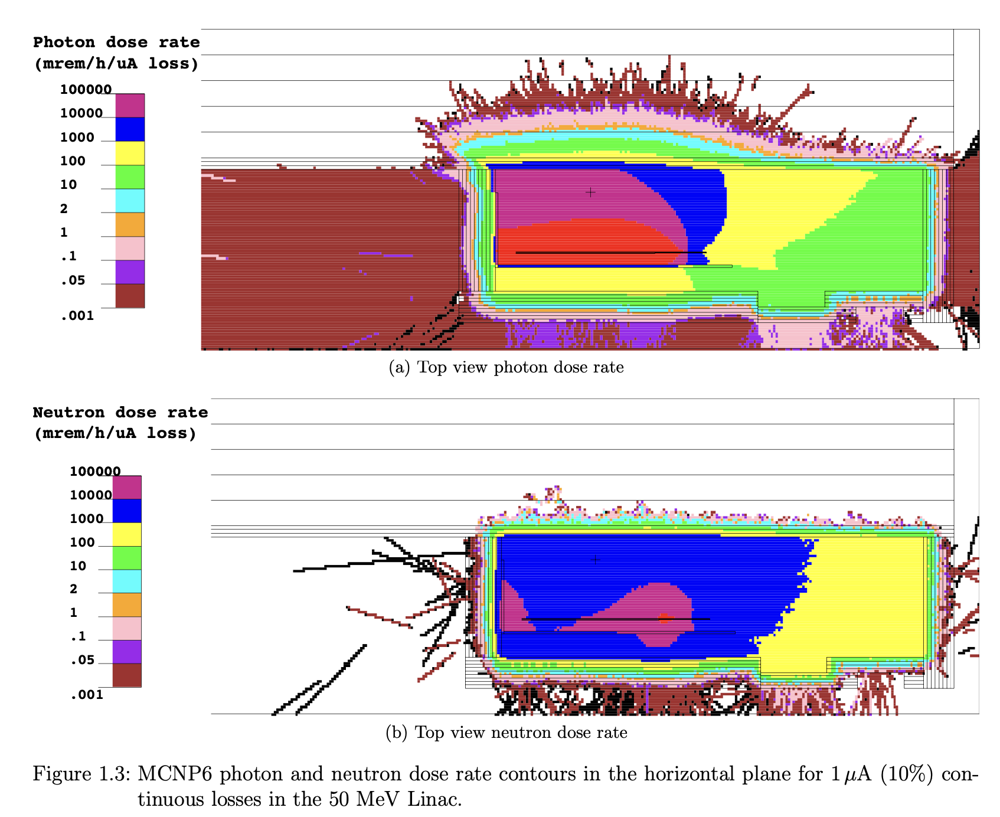 Photon dose rate
(mrem/h/uA loss)
100000
10000
1000
100
10
2
1
.1
.05
.001
(a) Top view photon dose rate
Neutron dose rate
(mrem/h/uA loss)
100000
10000
1000
100
10
2
1
.1
.05
.001
(b) Top view neutron dose rate
Figure 1.3: MCNP6 photon and neutron dose rate contours in the horizontal plane for 1 μA (10%) con-
tinuous losses in the 50 MeV Linac.